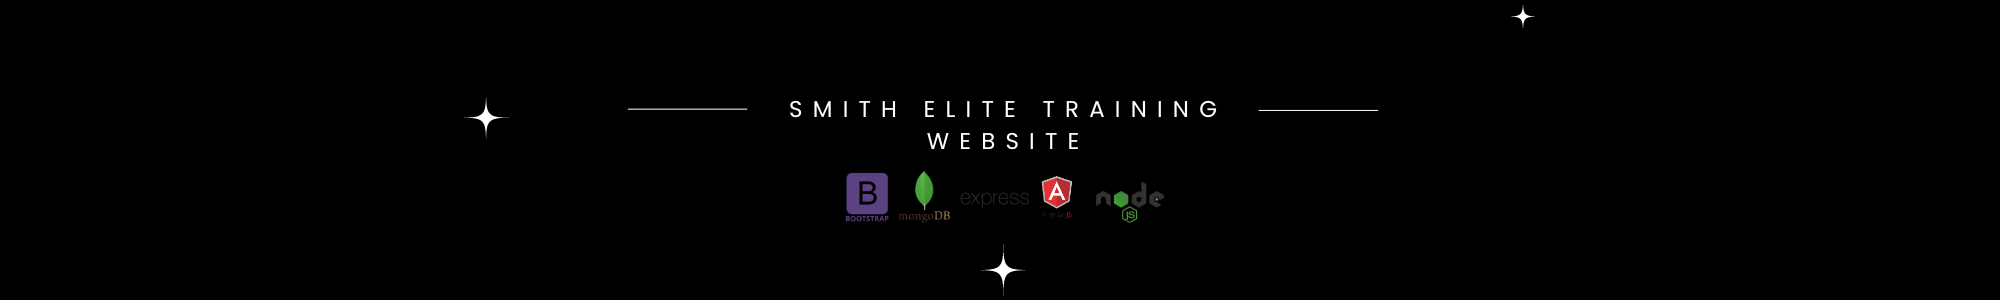 SMITH ELITE TRAINING
WEBSITE
B
BOOTSTRAP
mongoDB
express
A
node
JS